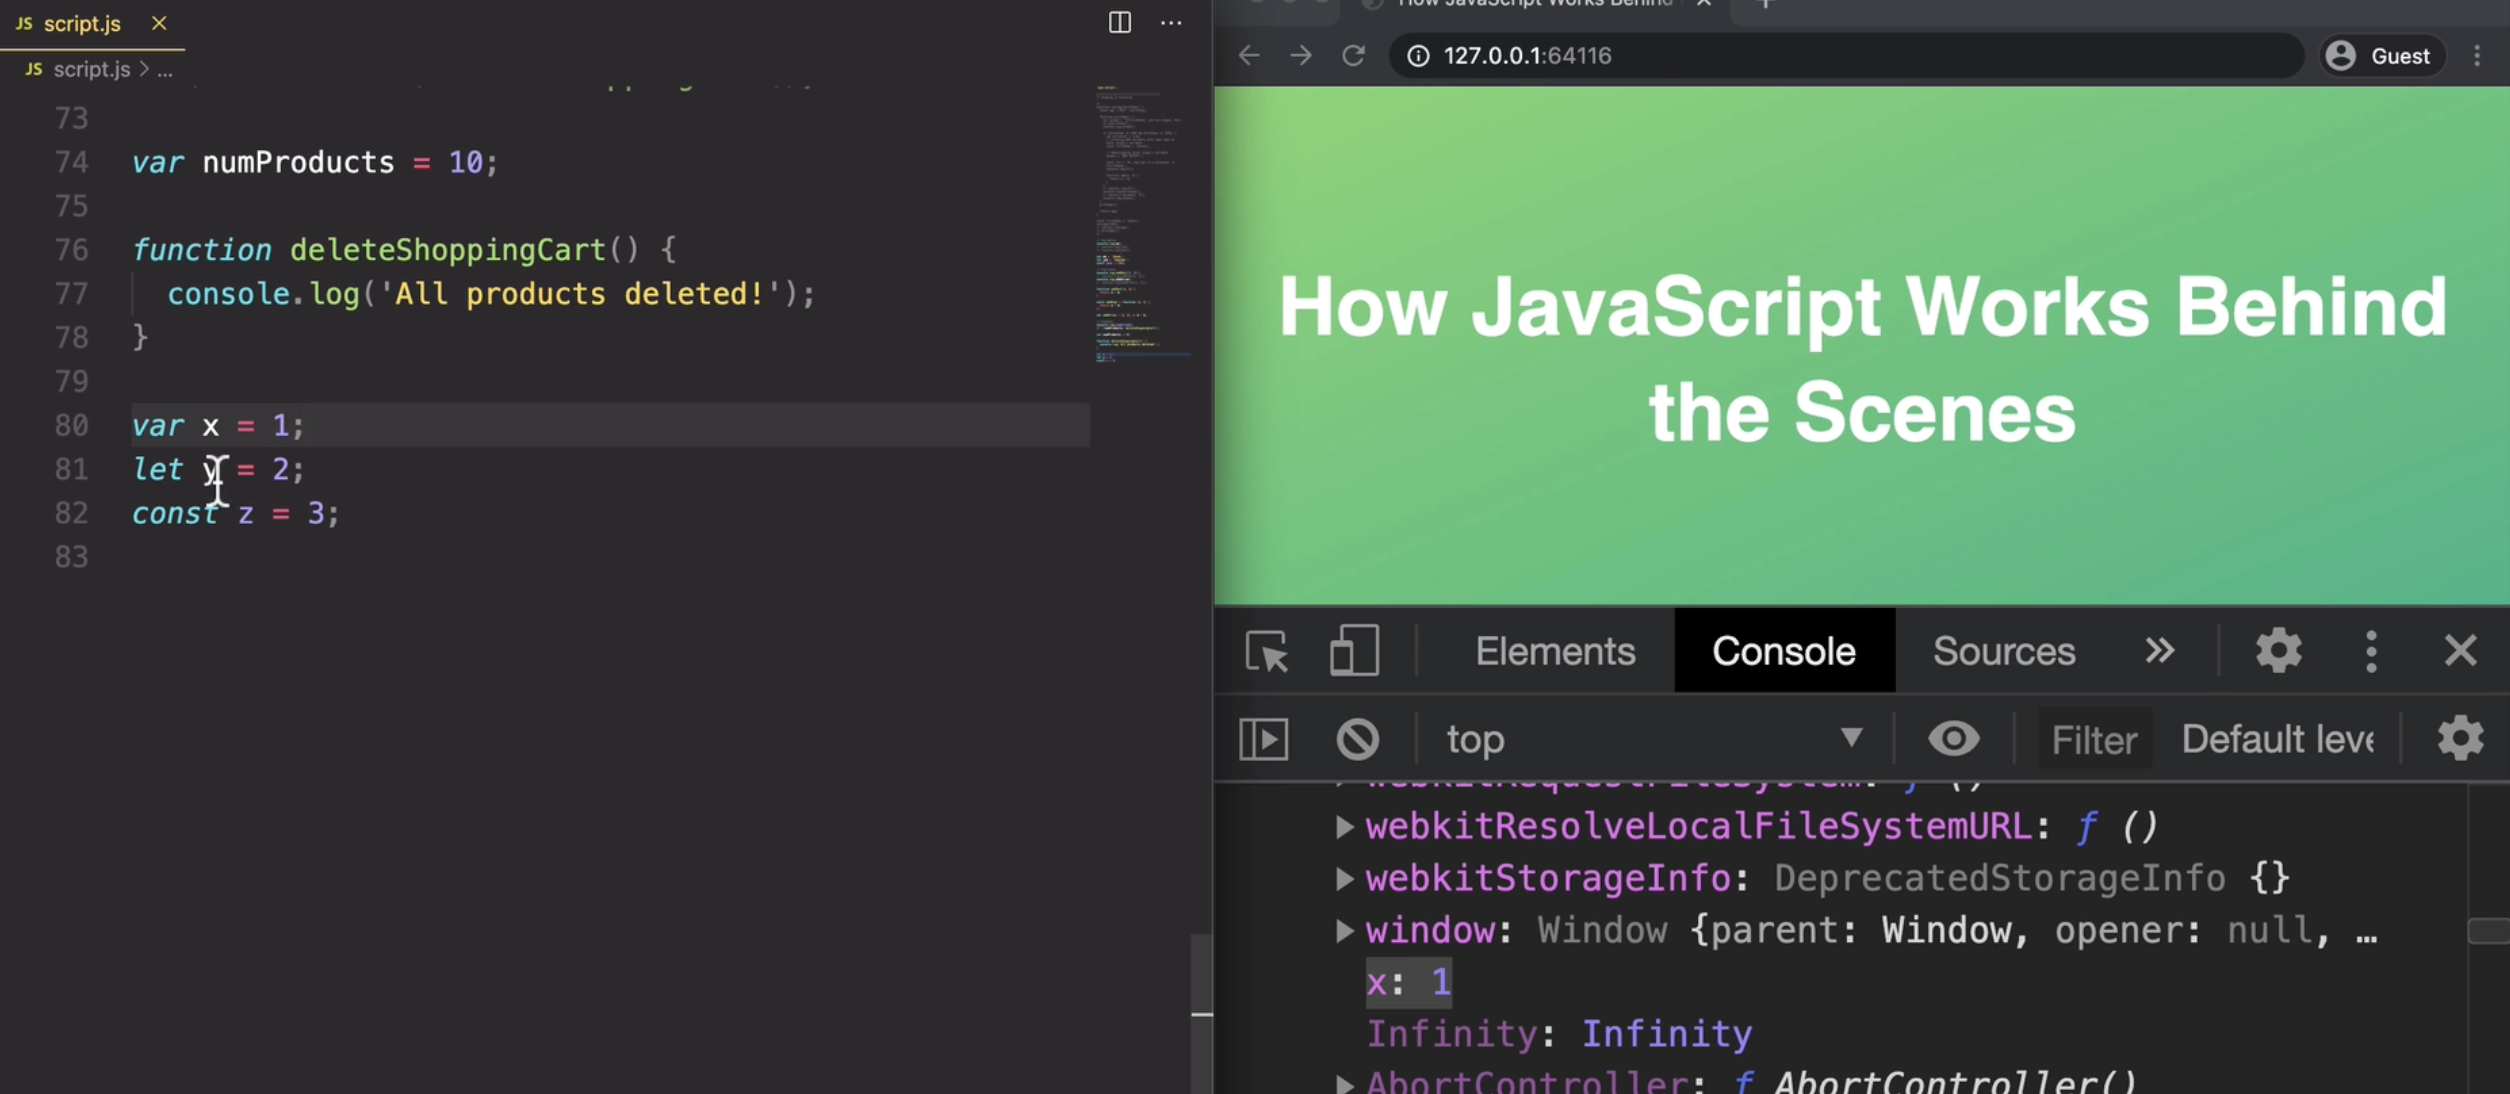 JS script.js
JS script.js > ...
73
74 var numProducts = 10;
75
76 function deleteShoppingCart() {
77 console.log('All products deleted!');
78 }
79
80 var x = 1;
81 let y = 2;
82 const z = 3;
83
How JavaScript Works Behind
127.0.0.1:64116
Guest
How JavaScript Works Behind
the Scenes
Elements Console Sources
top Filter Default leve
webkitRequestFileSystem: ƒ ()
webkitResolveLocalFileSystemURL: ƒ ()
webkitStorageInfo: DeprecatedStorageInfo {}
window: Window {parent: Window, opener: null, …
x: 1
Infinity: Infinity
AbortController: ƒ AbortController()